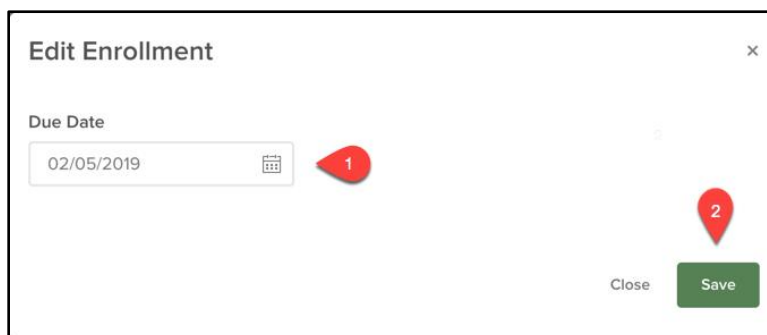 Edit Enrollment
×
Due Date
02/05/2019
1
2
Close Save